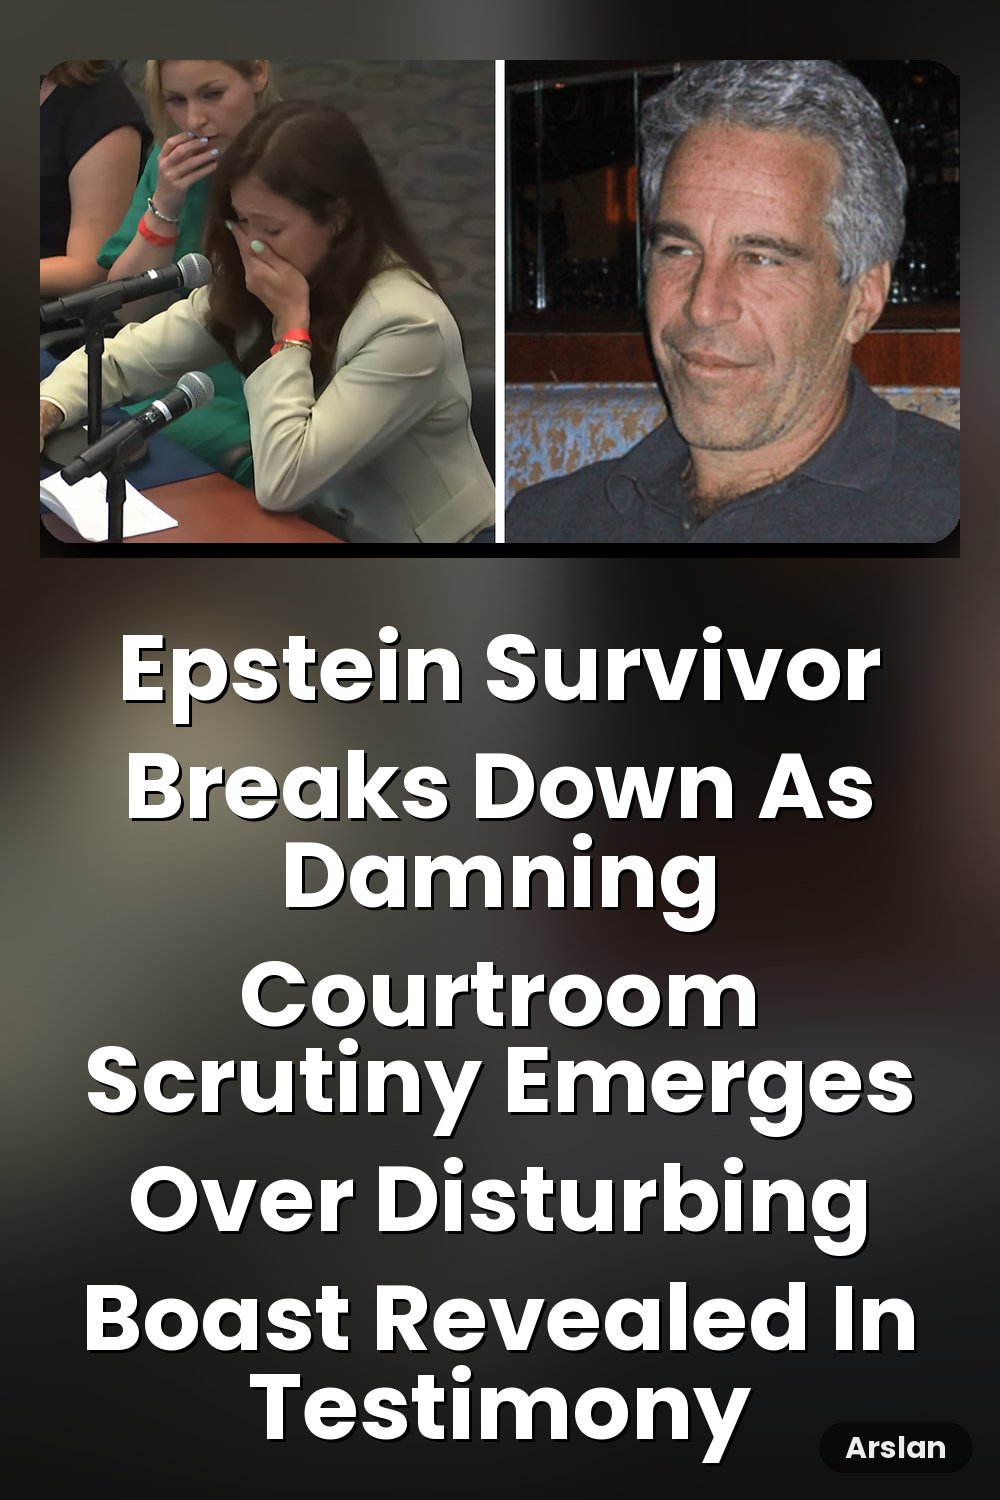 Epstein Survivor
Breaks Down As
Damning
Courtroom
Scrutiny Emerges
Over Disturbing
Boast Revealed In
Testimony
Arslan